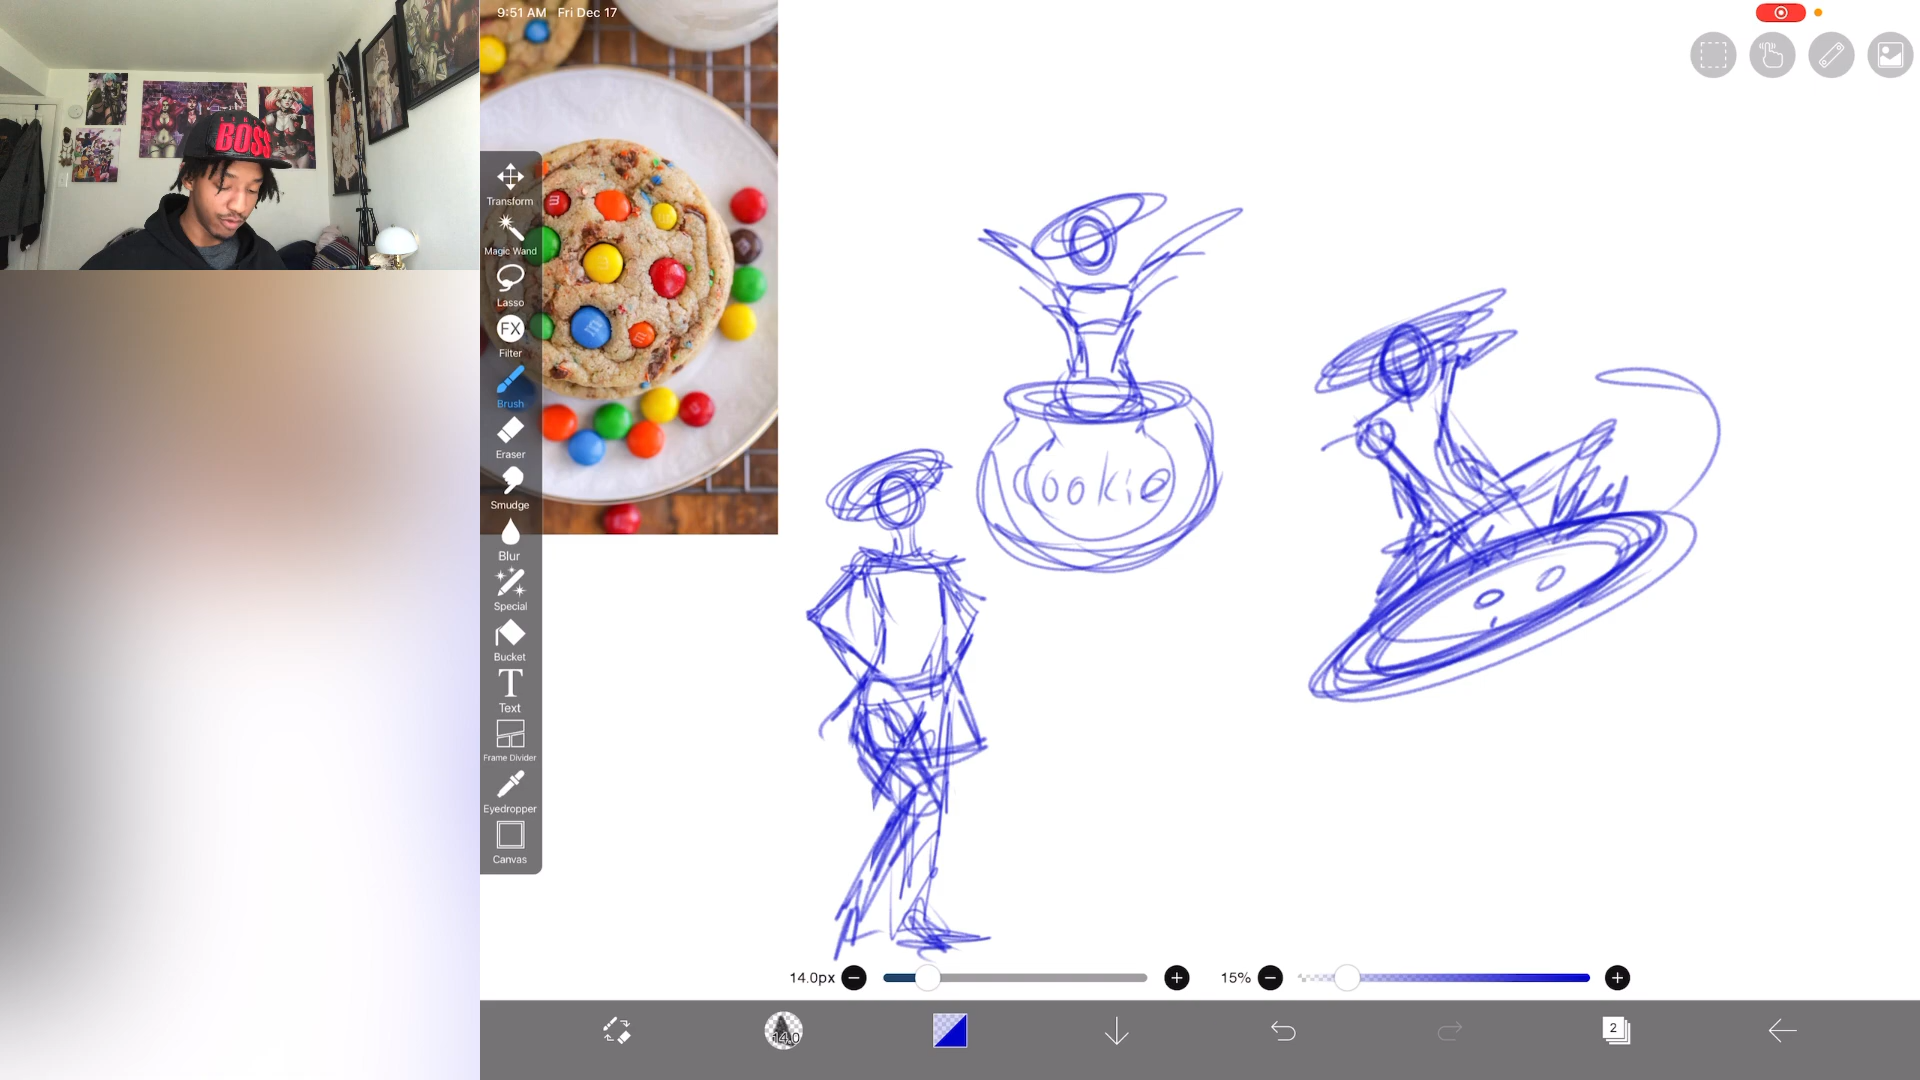 9:51 AM Fri Dec 17
BO$$
m
m
Transform
Magic Wand
Lasso
FX
Filter
Brush
Eraser
Smudge
Blur
Special
Bucket
T
Text
Frame Divider
Eyedropper
Canvas
Cookie
14.0px
15%
14.0
2